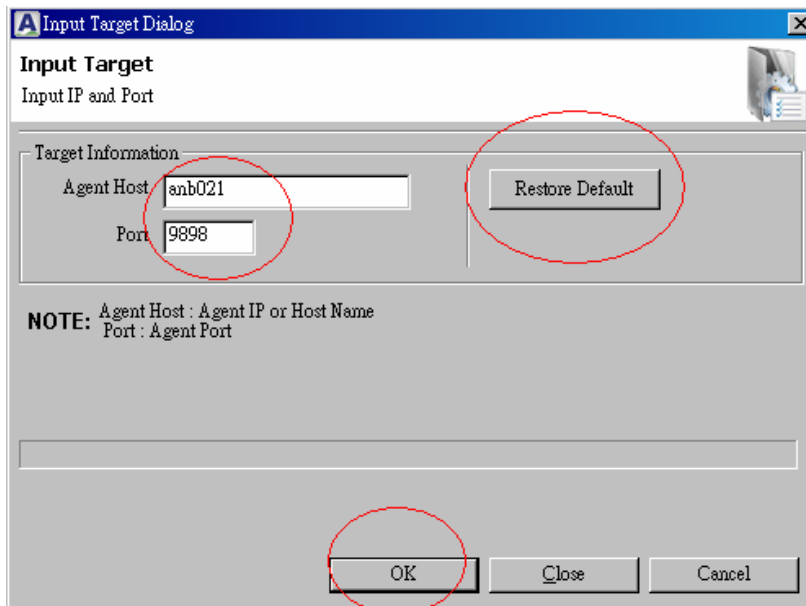 Input Target Dialog
Input Target
Input IP and Port
Target Information
Agent Host anb021
Restore Default
Port 9898
NOTE: Agent Host : Agent IP or Host Name
Port : Agent Port
OK Close Cancel